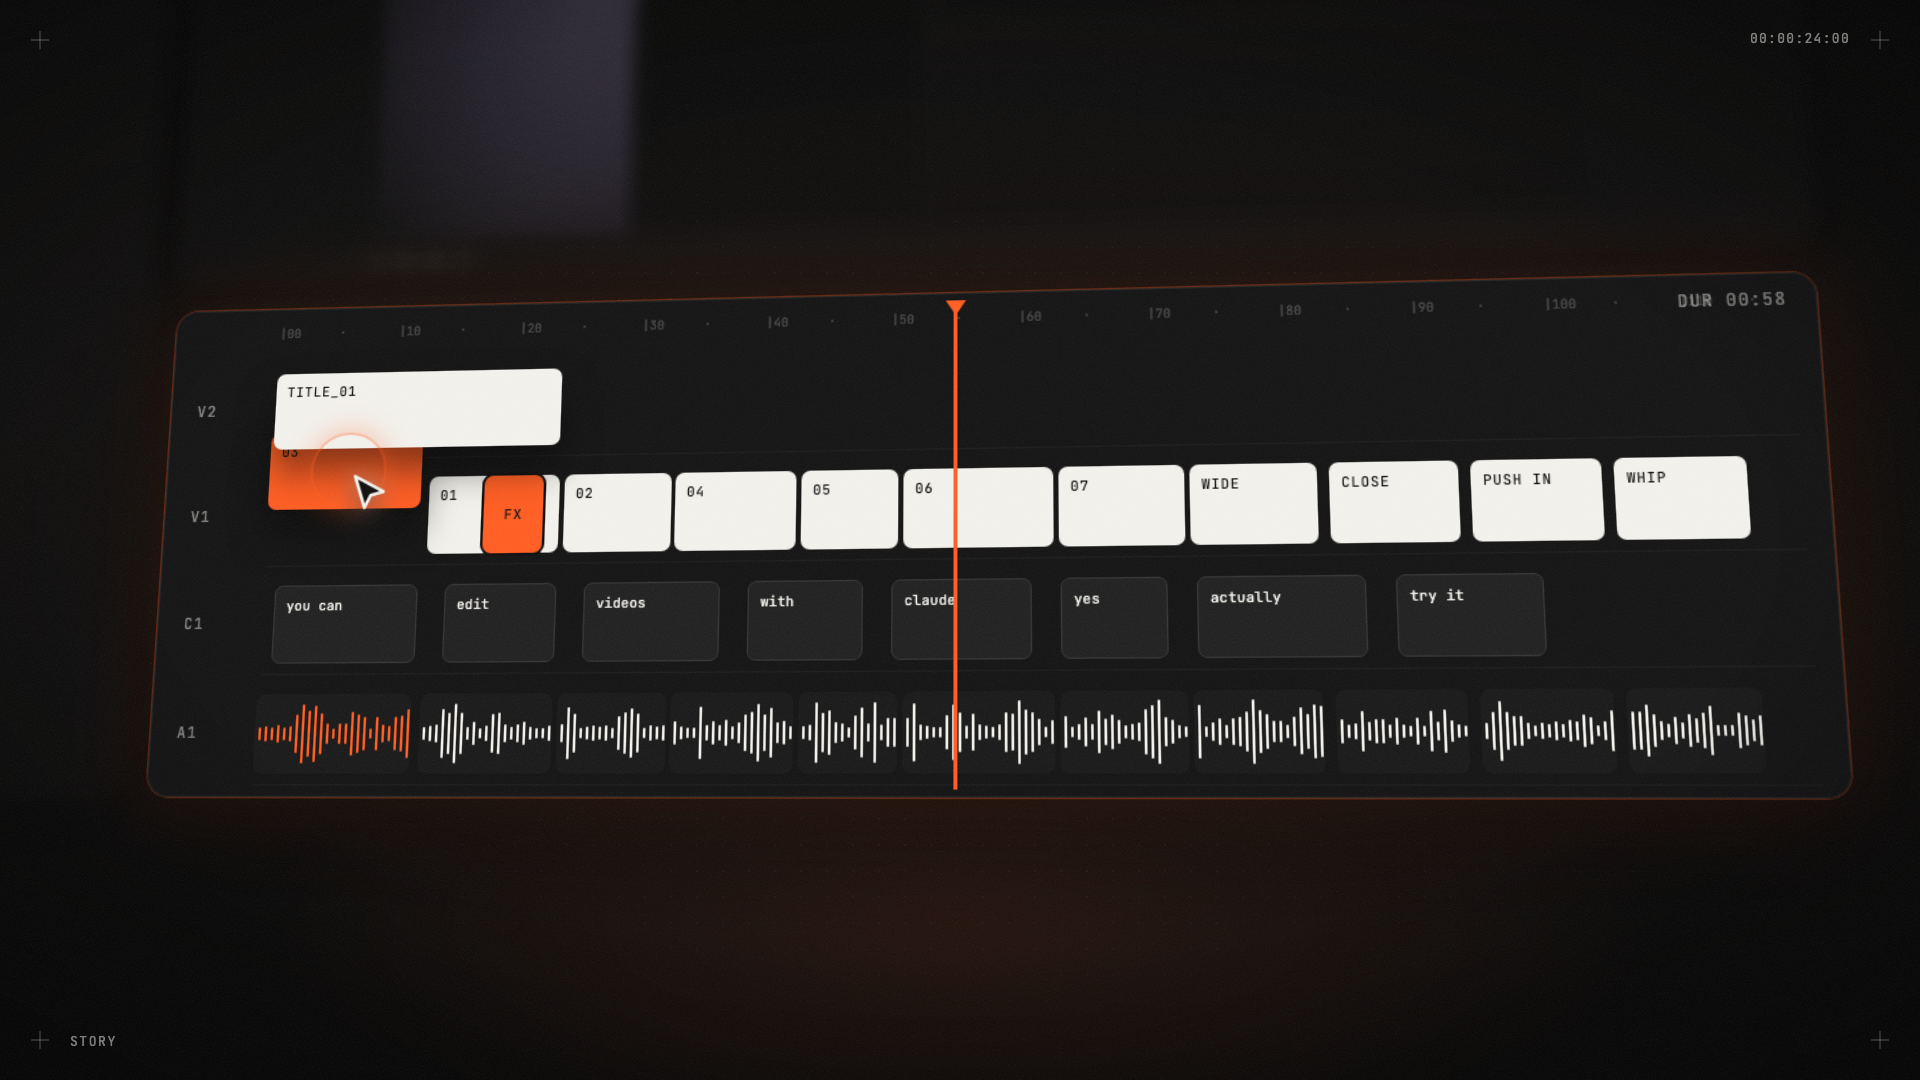 00:00:24:00
|00 · |10 · |20 · |30 · |40 · |50 · |60 · |70 · |80 · |90 · |100 ·
DUR 00:58
V2
TITLE_01
03
V1
01
FX
02
04
05
06
07
WIDE
CLOSE
PUSH IN
WHIP
C1
you can
edit
videos
with
claude
yes
actually
try it
A1
STORY